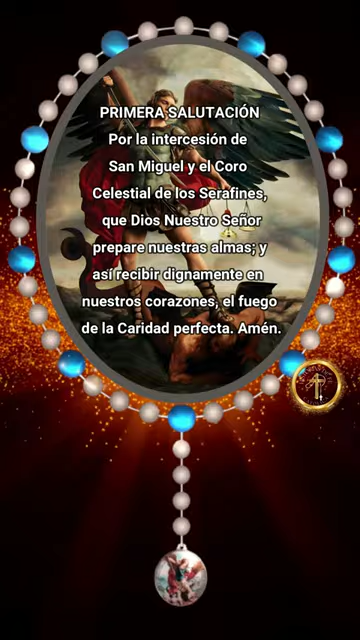 PRIMERA SALUTACIÓN
Por la intercesión de
San Miguel y el Coro
Celestial de los Serafines,
que Dios Nuestro Señor
prepare nuestras almas; y
así recibir dignamente en
nuestros corazones, el fuego
de la Caridad perfecta. Amén.